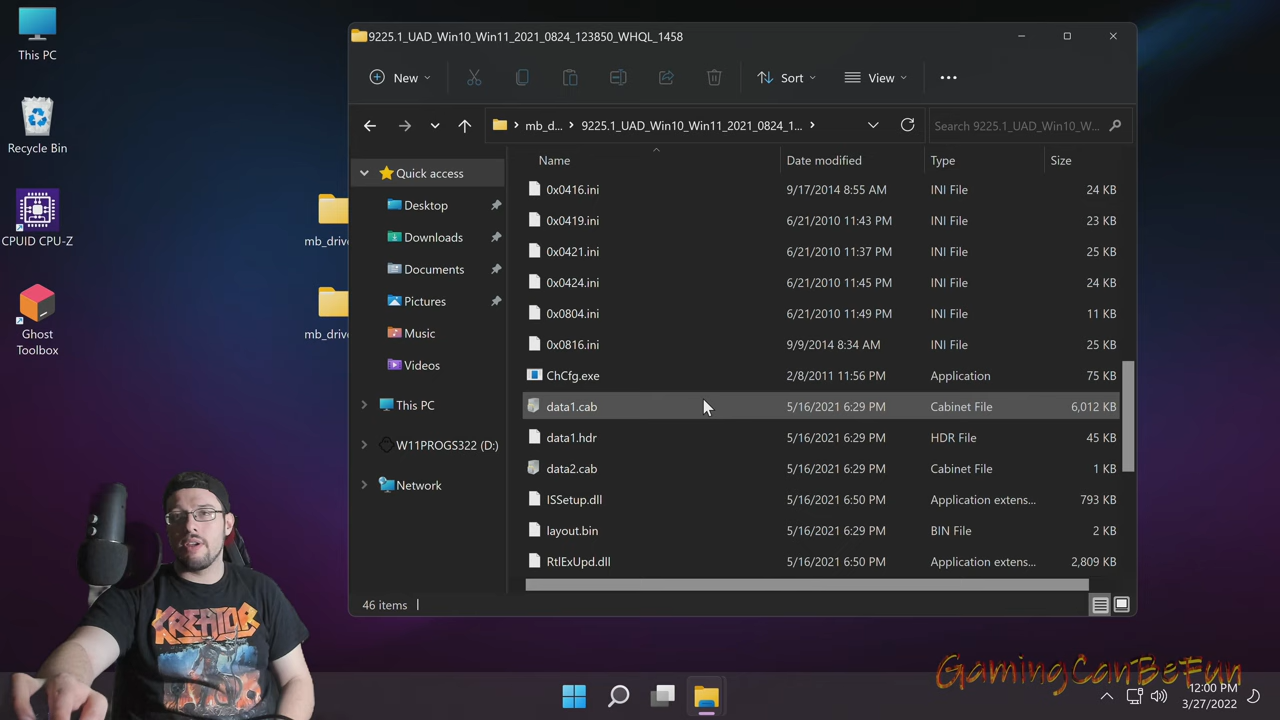 This PC
Recycle Bin
CPUID CPU-Z
Ghost
Toolbox
mb_drive
mb_drive
9225.1_UAD_Win10_Win11_2021_0824_123850_WHQL_1458
New
Sort
View
mb_d...
9225.1_UAD_Win10_Win11_2021_0824_1...
Search 9225.1_UAD_Win10_W...
Quick access
Desktop
Downloads
Documents
Pictures
Music
Videos
This PC
W11PROGS322 (D:)
Network
Name Date modified Type Size
0x0416.ini 9/17/2014 8:55 AM INI File 24 KB
0x0419.ini 6/21/2010 11:43 PM INI File 23 KB
0x0421.ini 6/21/2010 11:37 PM INI File 25 KB
0x0424.ini 6/21/2010 11:45 PM INI File 24 KB
0x0804.ini 6/21/2010 11:49 PM INI File 11 KB
0x0816.ini 9/9/2014 8:34 AM INI File 25 KB
ChCfg.exe 2/8/2011 11:56 PM Application 75 KB
data1.cab 5/16/2021 6:29 PM Cabinet File 6,012 KB
data1.hdr 5/16/2021 6:29 PM HDR File 45 KB
data2.cab 5/16/2021 6:29 PM Cabinet File 1 KB
ISSetup.dll 5/16/2021 6:50 PM Application extens... 793 KB
layout.bin 5/16/2021 6:29 PM BIN File 2 KB
RtlExUpd.dll 5/16/2021 6:50 PM Application extens... 2,809 KB
46 items
KREATOR
GamingCanBeFun
12:00 PM
3/27/2022